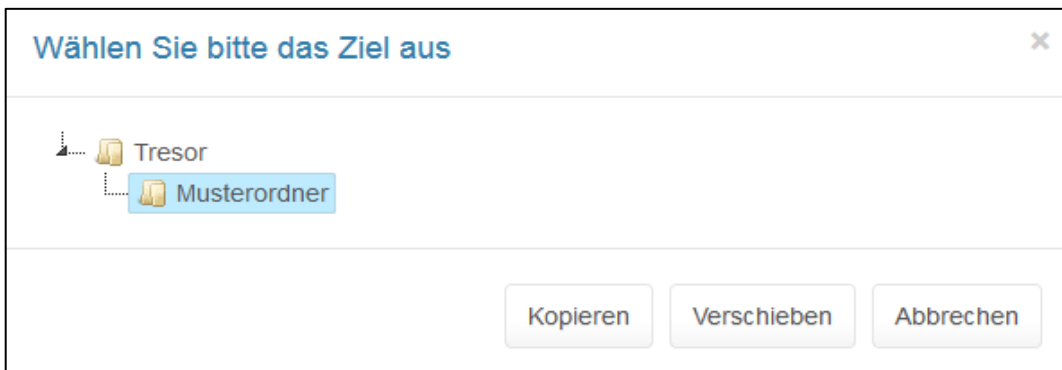 Wählen Sie bitte das Ziel aus ×
Tresor
Musterordner
Kopieren Verschieben Abbrechen